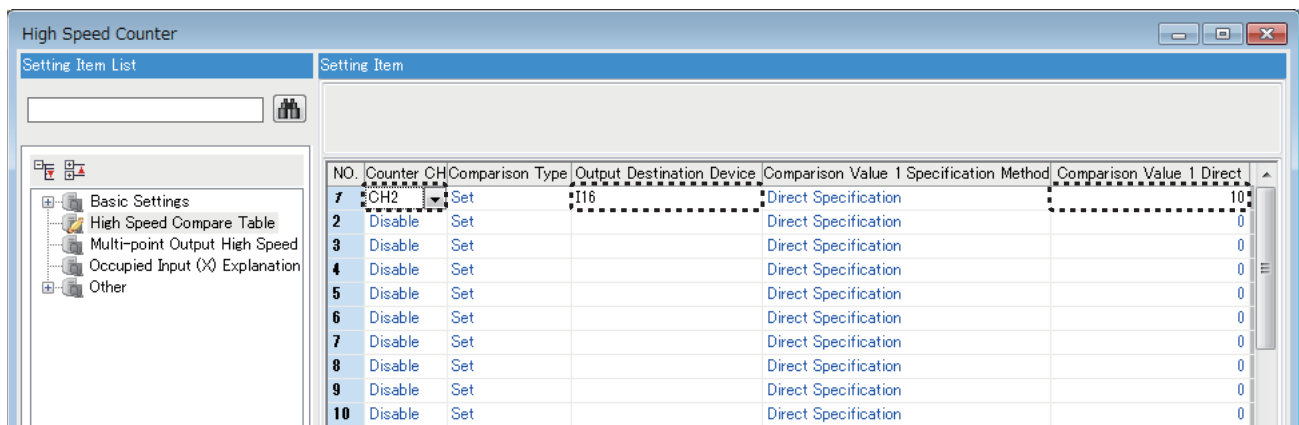 High Speed Counter
Setting Item List
Setting Item
NO. Counter CH Comparison Type Output Destination Device Comparison Value 1 Specification Method Comparison Value 1 Direct
Basic Settings
High Speed Compare Table
Multi-point Output High Speed
Occupied Input (X) Explanation
Other
1 CH2 Set I16 Direct Specification 10
2 Disable Set Direct Specification 0
3 Disable Set Direct Specification 0
4 Disable Set Direct Specification 0
5 Disable Set Direct Specification 0
6 Disable Set Direct Specification 0
7 Disable Set Direct Specification 0
8 Disable Set Direct Specification 0
9 Disable Set Direct Specification 0
10 Disable Set Direct Specification 0